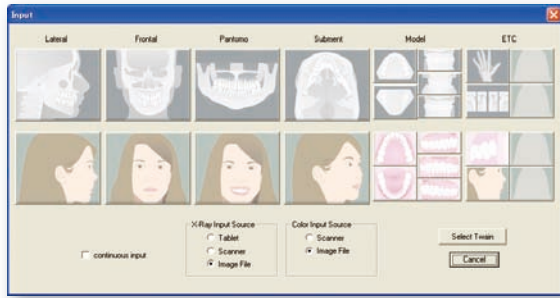 Input
Lateral Frontal Pantomo Subment Model ETC
X-Ray Input Source
Tablet
Scanner
Image File
Color Input Source
Scanner
Image File
continuous input
Select Twain
Cancel